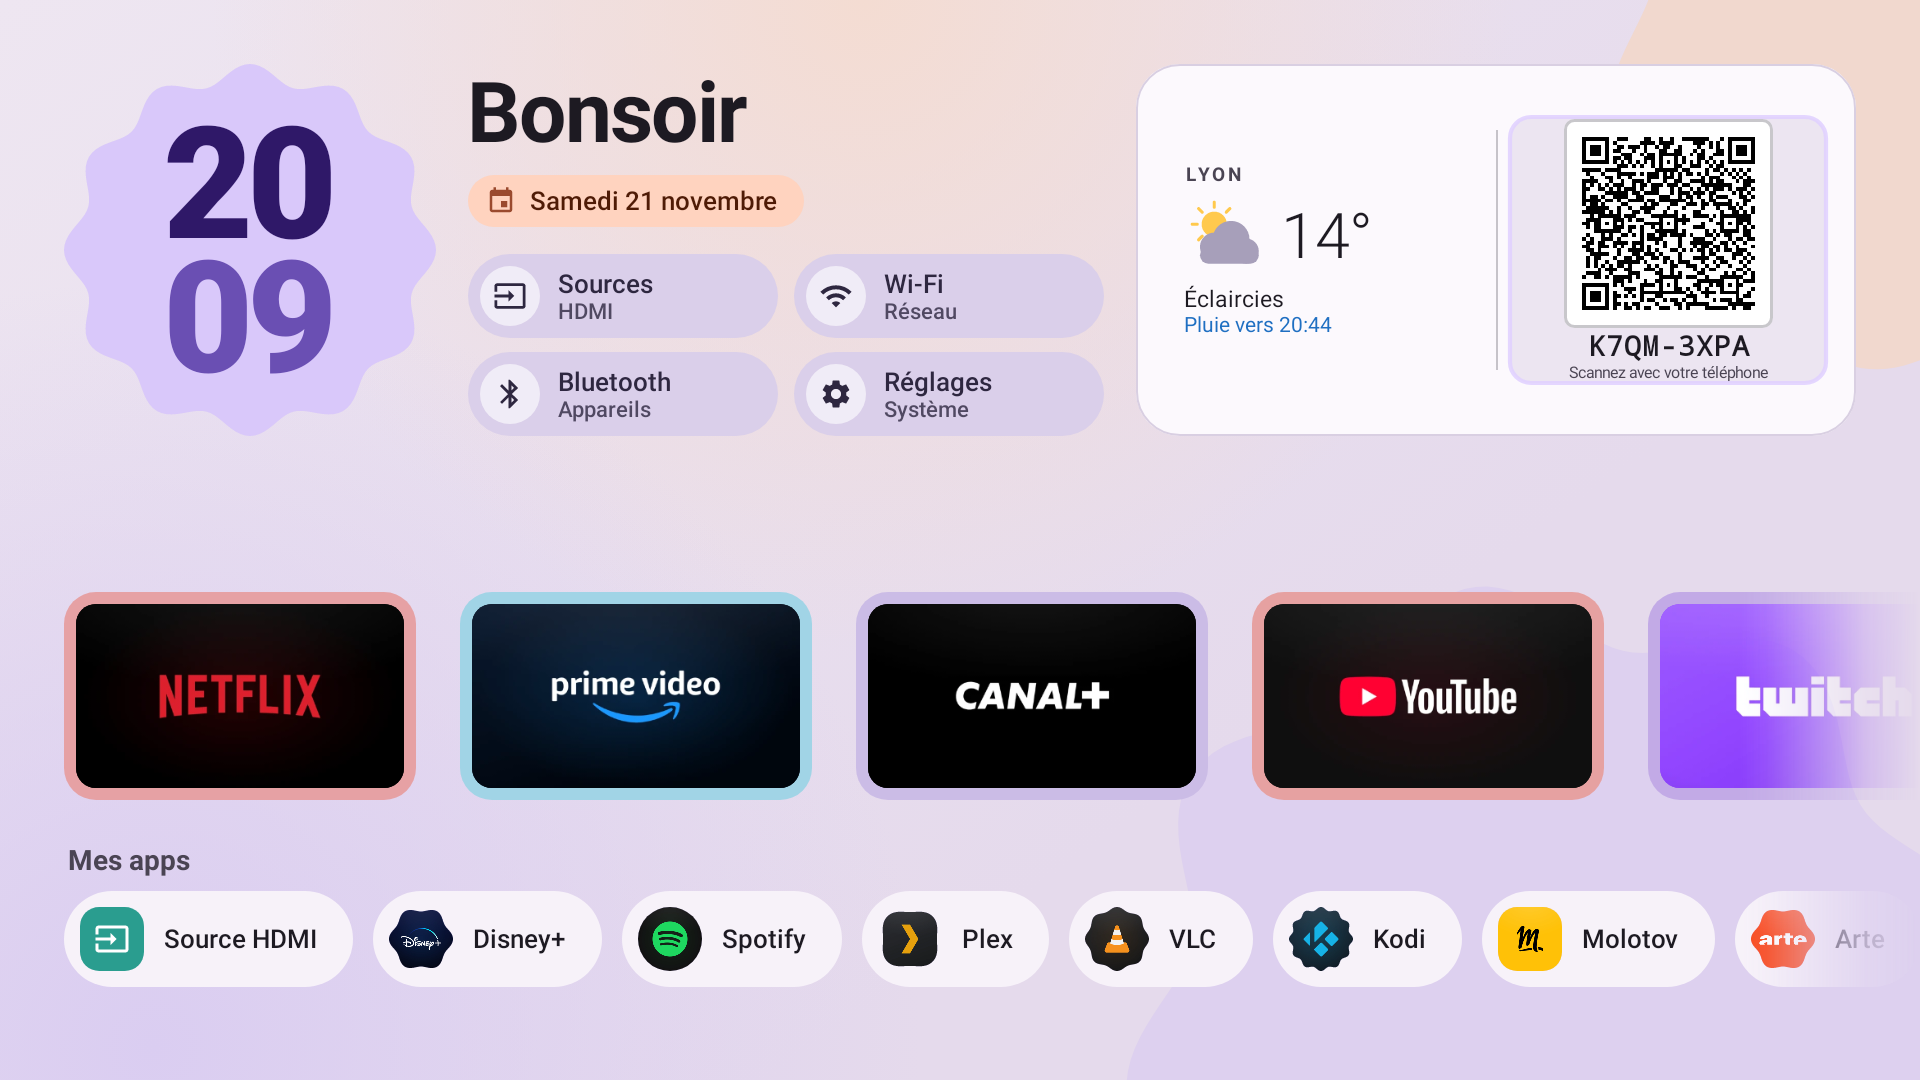 20
09
Bonsoir
Samedi 21 novembre
Sources
HDMI
Wi-Fi
Réseau
Bluetooth
Appareils
Réglages
Système
LYON
14°
Éclaircies
Pluie vers 20:44
K7QM-3XPA
Scannez avec votre téléphone
NETFLIX
prime video
CANAL+
YouTube
twitch
Mes apps
Source HDMI
Disney+
Disney+
Spotify
Plex
VLC
Kodi
M.
Molotov
arte
Arte